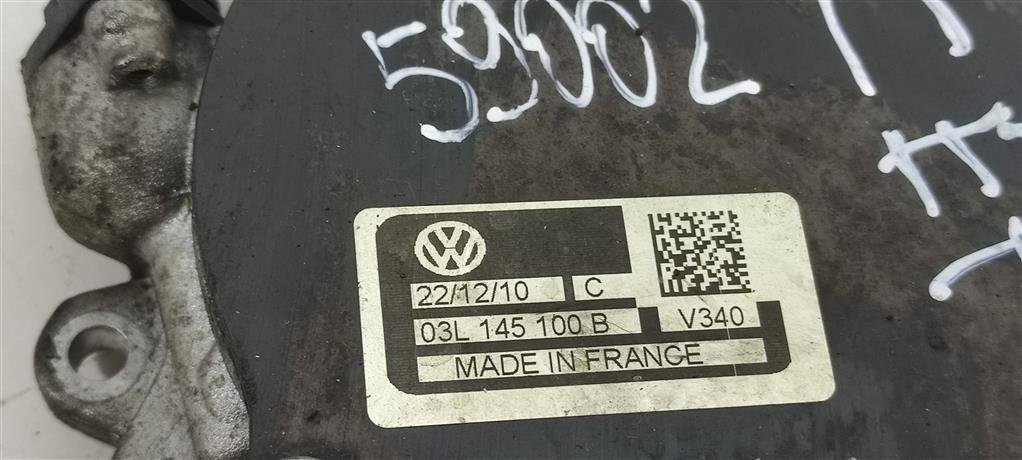 59002
VW
22/12/10 C
03L 145 100 B V340
MADE IN FRANCE